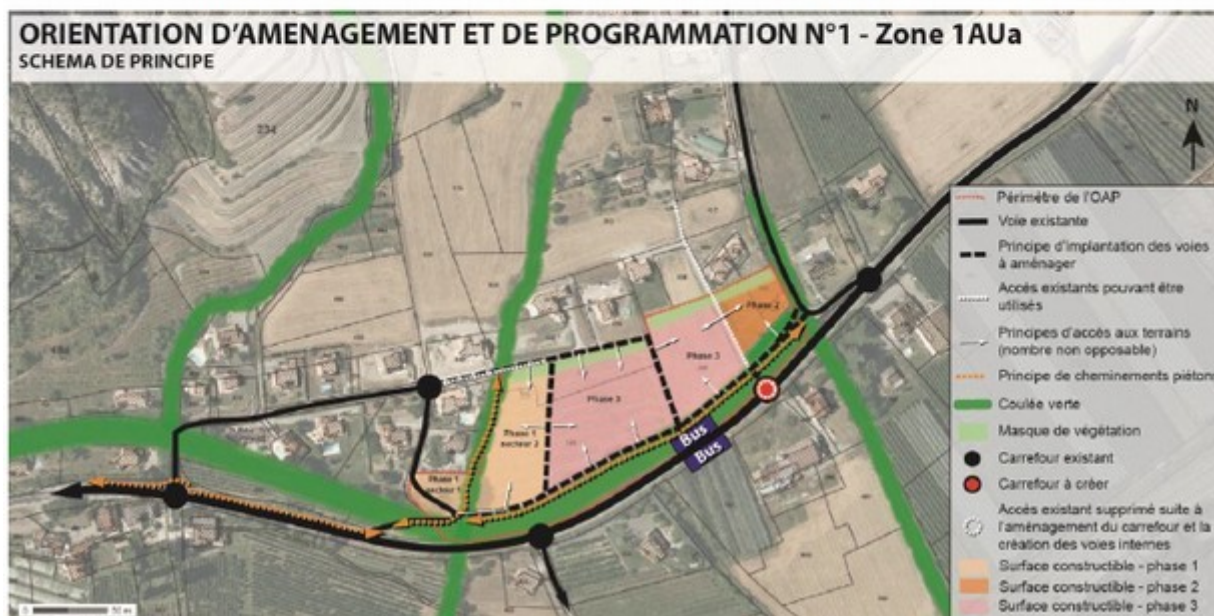 ORIENTATION D'AMENAGEMENT ET DE PROGRAMMATION N°1 - Zone 1AUa
SCHEMA DE PRINCIPE
N
234
Phase 2
Phase 3
Phase 3
Phase 1
secteur 2
Phase 1
secteur 1
Bus
Bus
Périmètre de l'OAP
Voie existante
Principe d'implantation des voies
à aménager
Accés existants pouvant être
utilisés
Principes d'accès aux terrains
(nombre non opposable)
Principe de cheminements piétons
Coulée verte
Masque de végétation
Carrefour existant
Carrefour à créer
Accés existant supprimé suite à
l'aménagement du carrefour et la
création des voies internes
Surface constructible - phase 1
Surface constructible - phase 2
Surface constructible - phase 3
0
50 m